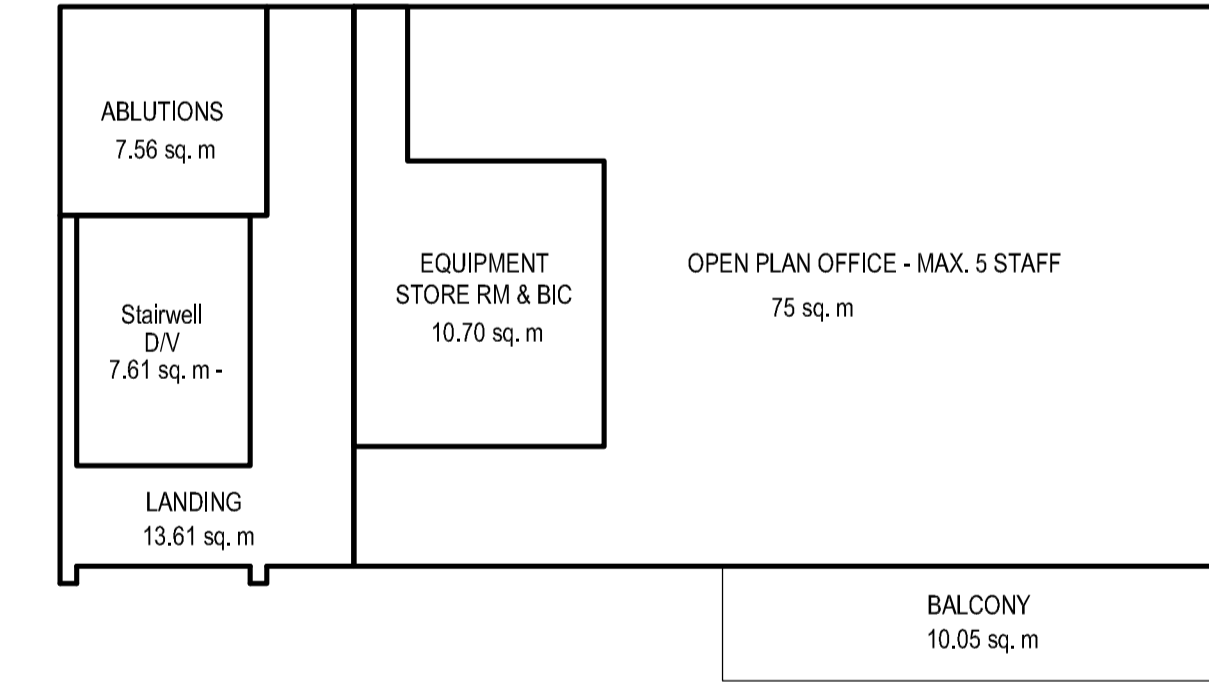 ABLUTIONS
7.56 sq. m
Stairwell
D/V
7.61 sq. m -
LANDING
13.61 sq. m
EQUIPMENT
STORE RM & BIC
10.70 sq. m
OPEN PLAN OFFICE - MAX. 5 STAFF
75 sq. m
BALCONY
10.05 sq. m